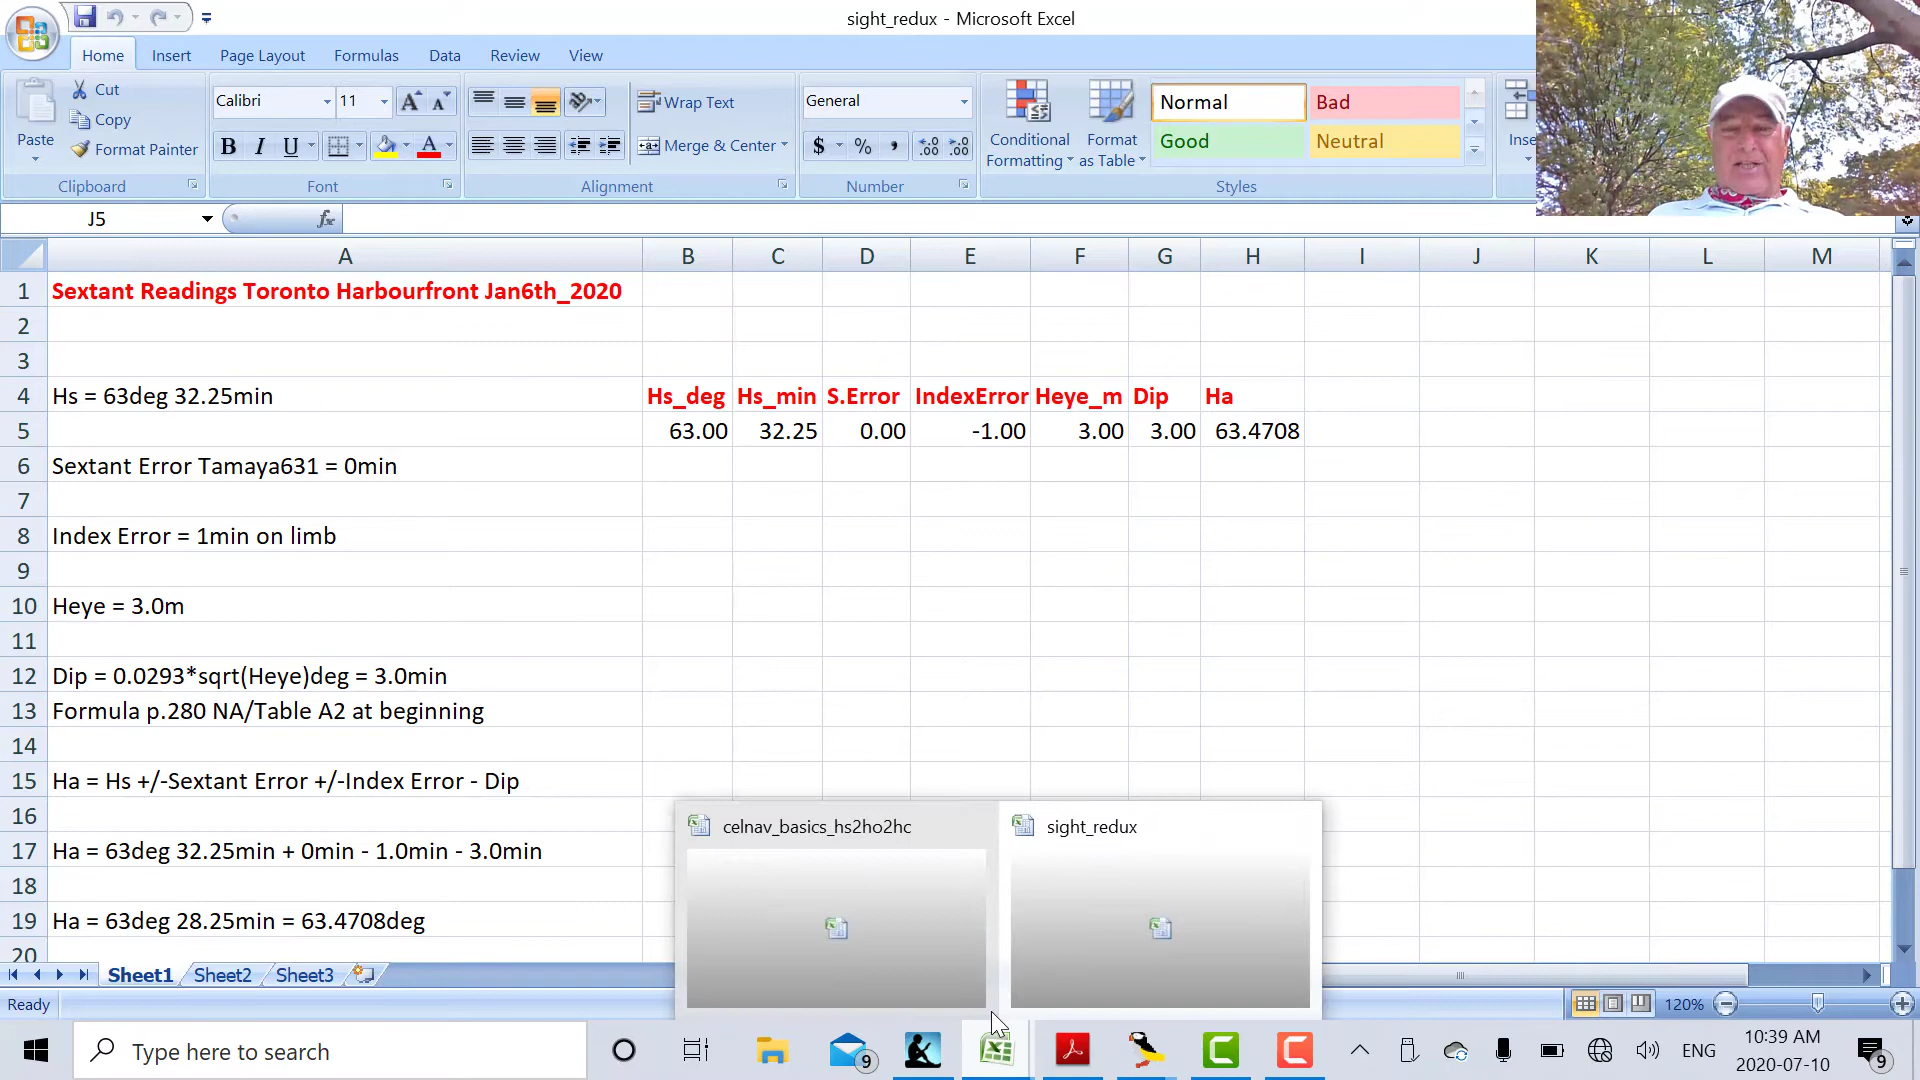 sight_redux - Microsoft Excel
Home Insert Page Layout Formulas Data Review View
Paste
Cut
Copy
Format Painter
Clipboard
Calibri 11
B I U
Font
Wrap Text
Merge & Center
Alignment
General
$ % ,
Number
Conditional Formatting
Format as Table
Normal Bad
Good Neutral
Styles
J5 fx
A B C D E F G H I J K L M
1 Sextant Readings Toronto Harbourfront Jan6th_2020
2
3
4 Hs = 63deg 32.25min Hs_deg Hs_min S.Error IndexError Heye_m Dip Ha
5 63.00 32.25 0.00 -1.00 3.00 3.00 63.4708
6 Sextant Error Tamaya631 = 0min
7
8 Index Error = 1min on limb
9
10 Heye = 3.0m
11
12 Dip = 0.0293*sqrt(Heye)deg = 3.0min
13 Formula p.280 NA/Table A2 at beginning
14
15 Ha = Hs +/-Sextant Error +/-Index Error - Dip
16
17 Ha = 63deg 32.25min + 0min - 1.0min - 3.0min
18
19 Ha = 63deg 28.25min = 63.4708deg
20
celnav_basics_hs2ho2hc sight_redux
Sheet1 Sheet2 Sheet3
Ready 120%
Type here to search
9
ENG
10:39 AM
2020-07-10
9